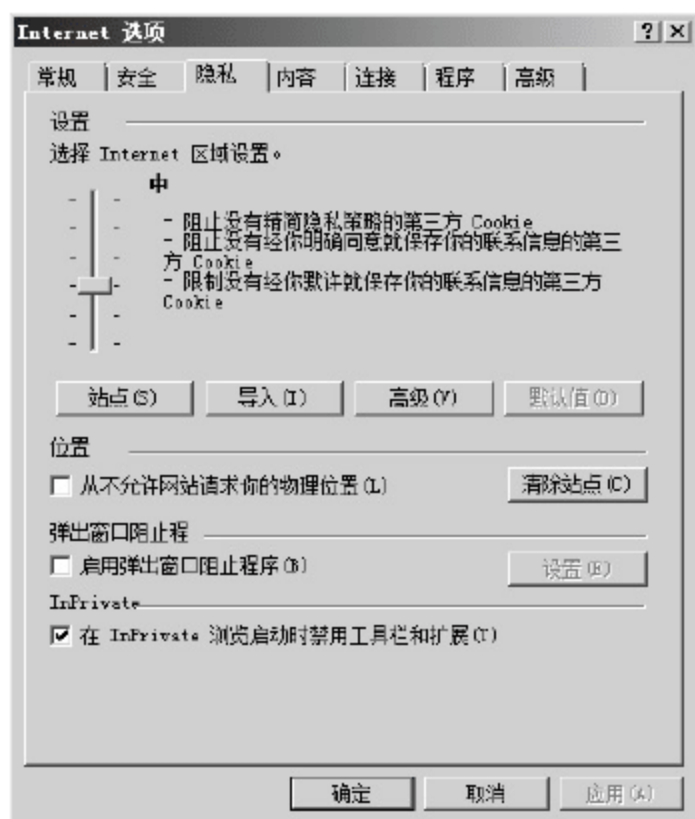 Internet 选项
常规 安全 隐私 内容 连接 程序 高级
设置
选择 Internet 区域设置。
中
- 阻止没有精简隐私策略的第三方 Cookie
- 阻止没有经你明确同意就保存你的联系信息的第三
方 Cookie
- 限制没有经你默许就保存你的联系信息的第三方
Cookie
站点(S) 导入(I) 高级(V) 默认值(D)
位置
从不允许网站请求你的物理位置(L) 清除站点(C)
弹出窗口阻止程
启用弹出窗口阻止程序(B) 设置(E)
InPrivate
在 InPrivate 浏览启动时禁用工具栏和扩展(T)
确定 取消 应用(A)